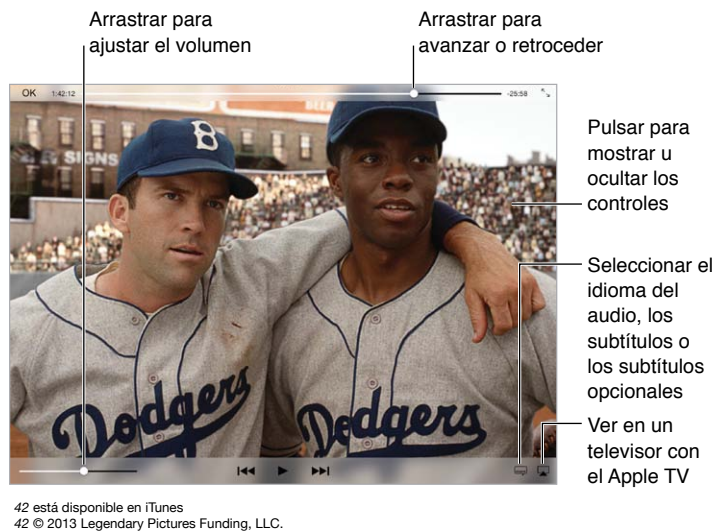 Arrastrar para
ajustar el volumen
Arrastrar para
avanzar o retroceder
OK 1:42:12 -25:58
SIGNS
B
Pulsar para
mostrar u
ocultar los
controles
Dodgers Dodgers
Seleccionar el
idioma del
audio, los
subtítulos o
los subtítulos
opcionales
Ver en un
televisor con
el Apple TV
42 está disponible en iTunes
42 © 2013 Legendary Pictures Funding, LLC.